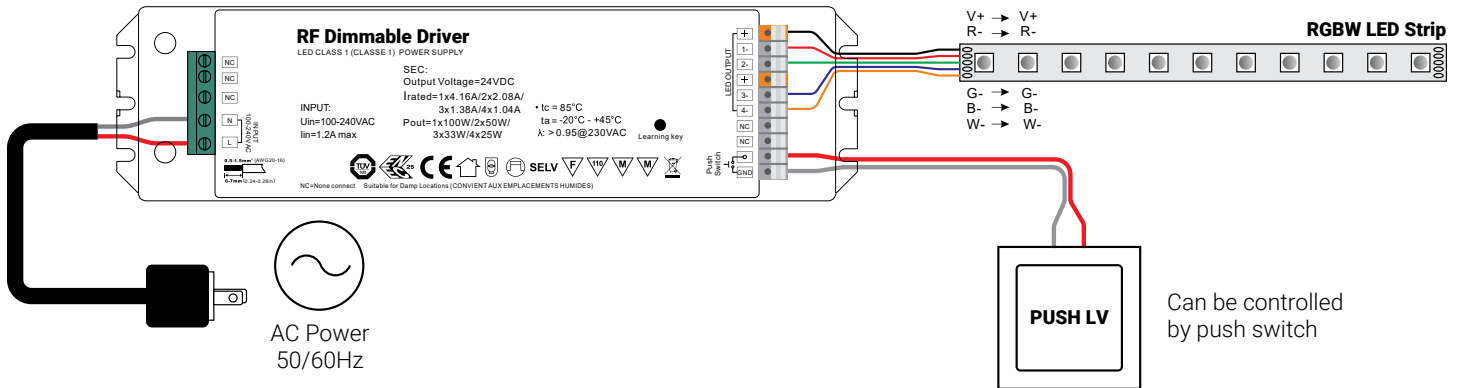 RF Dimmable Driver
LED CLASS 1 (CLASSE 1) POWER SUPPLY
NC
NC
NC
N
L
INPUT
100-240VAC
0.5-1.5mm² (AWG20-16)
6-7mm(0.24-0.28in)
INPUT:
Uin=100-240VAC
Iin=1.2A max
SEC:
Output Voltage=24VDC
Irated=1x4.16A/2x2.08A/
3x1.38A/4x1.04A
Pout=1x100W/2x50W/
3x33W/4x25W
• tc = 85°C
ta = -20°C - +45°C
λ: > 0.95@230VAC
Learning key
TÜV
SÜD
25
SELV
F
110
M
M
NC=None connect Suitable for Damp Locations (CONVIENT AUX EMPLACEMENTS HUMIDES)
LED OUTPUT
+
1-
2-
+
3-
4-
NC
NC
Push
Switch
GND
V+ V+
R- R-
RGBW LED Strip
G- G-
B- B-
W- W-
AC Power
50/60Hz
PUSH LV
Can be controlled
by push switch